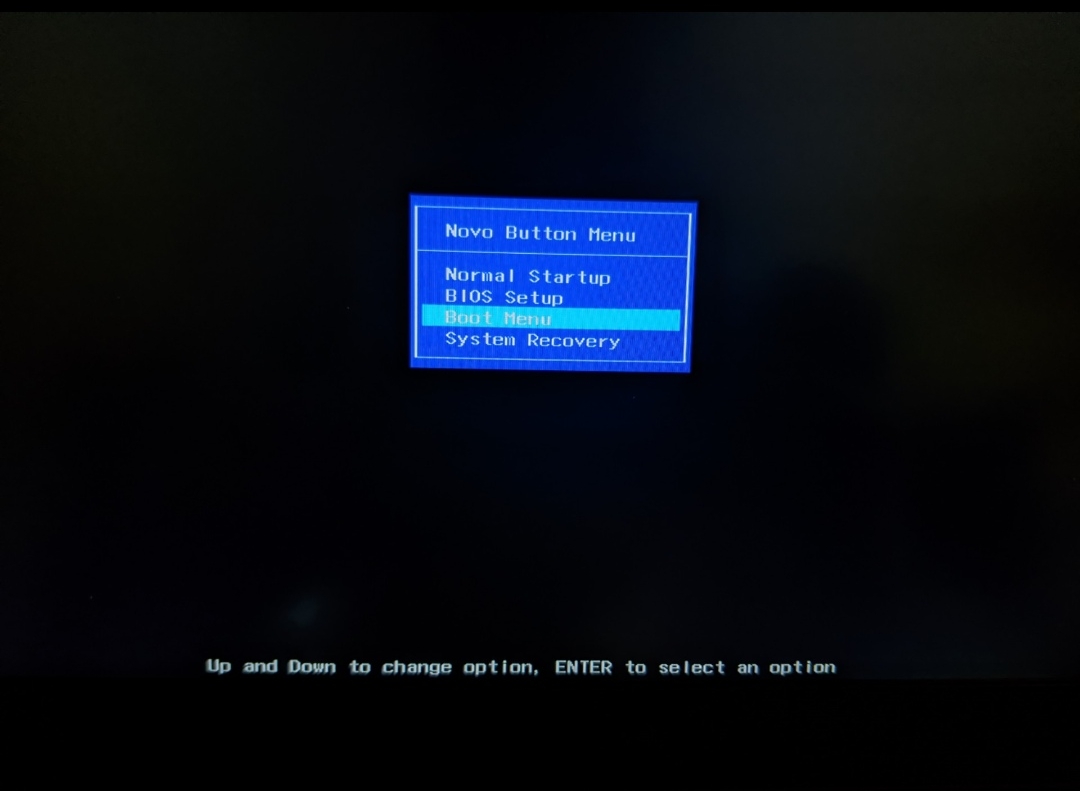 Novo Button Menu
Normal Startup
BIOS Setup
Boot Menu
System Recovery
Up and Down to change option, ENTER to select an option